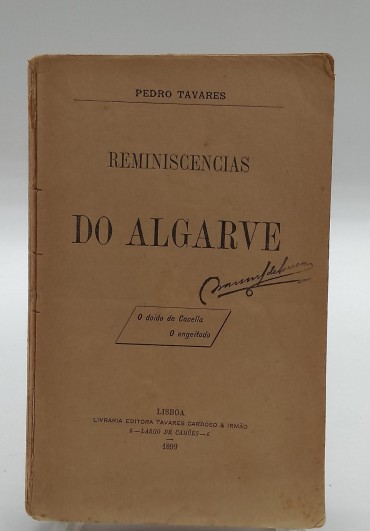 PEDRO TAVARES
REMINISCENCIAS
DO ALGARVE
O doido de Cacella
O engeitado
LISBOA
LIVRARIA EDITORA TAVARES CARDOSO & IRMÃO
5—LARGO DE CAMÕES—6
1899